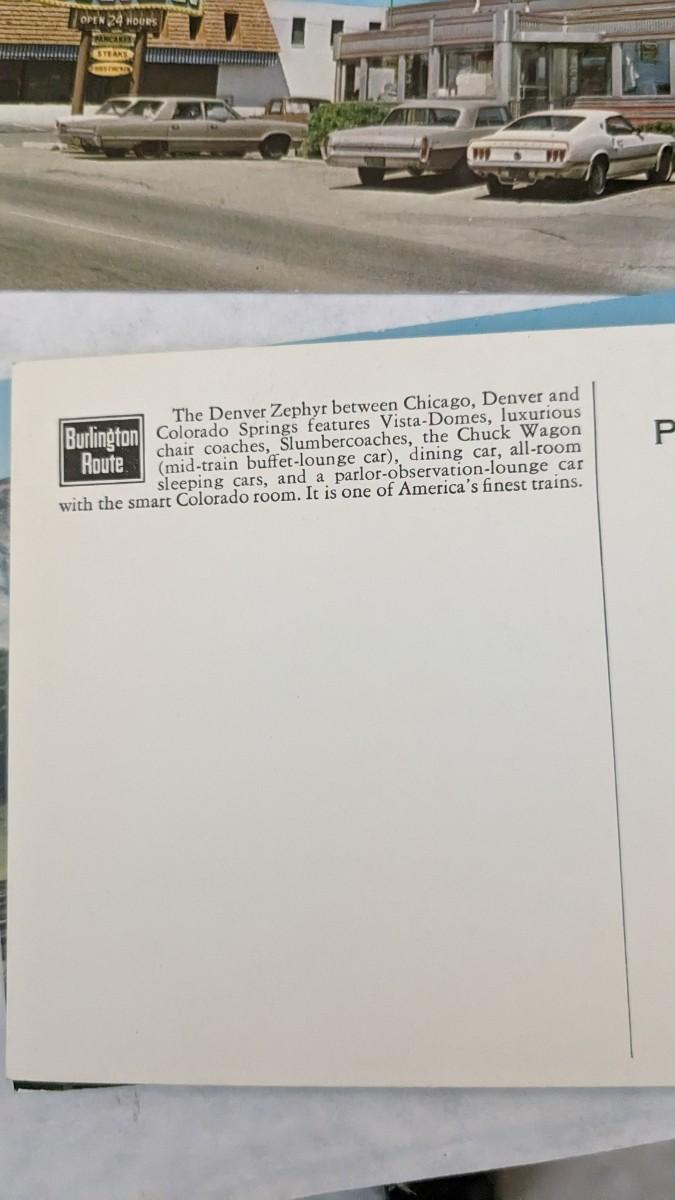 OPEN 24 HOURS
PANCAKES
STEAKS
The Denver Zephyr between Chicago, Denver and
Burlington
Route
Colorado Springs features Vista-Domes, luxurious
chair coaches, Slumbercoaches, the Chuck Wagon
(mid-train buffet-lounge car), dining car, all-room
sleeping cars, and a parlor-observation-lounge car
with the smart Colorado room. It is one of America's finest trains.
P